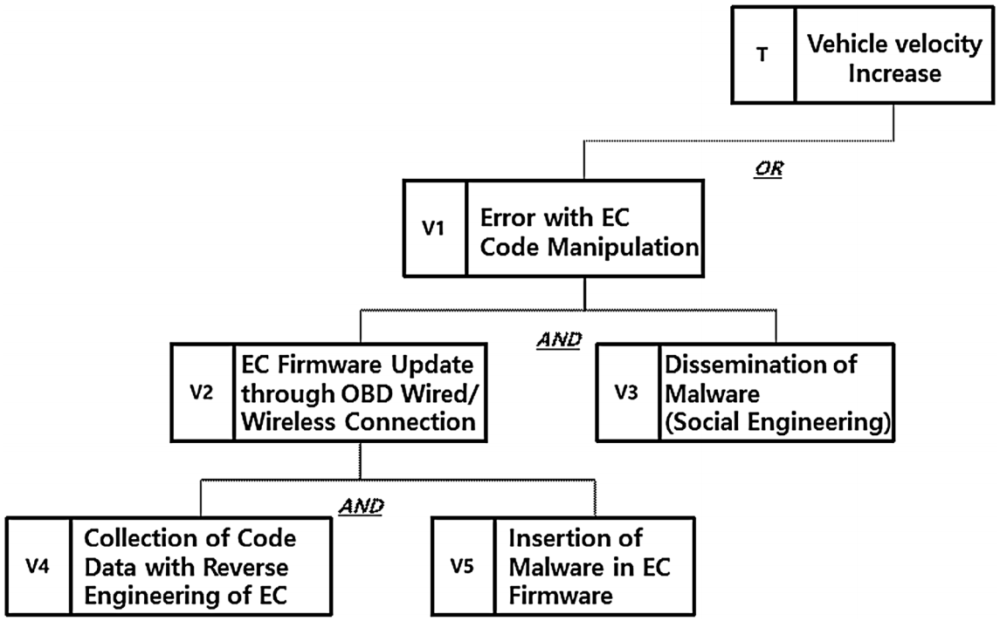 T
Vehicle velocity
Increase
OR
V1
Error with EC
Code Manipulation
AND
V2
EC Firmware Update
through OBD Wired/
Wireless Connection
V3
Dissemination of
Malware
(Social Engineering)
AND
V4
Collection of Code
Data with Reverse
Engineering of EC
V5
Insertion of
Malware in EC
Firmware